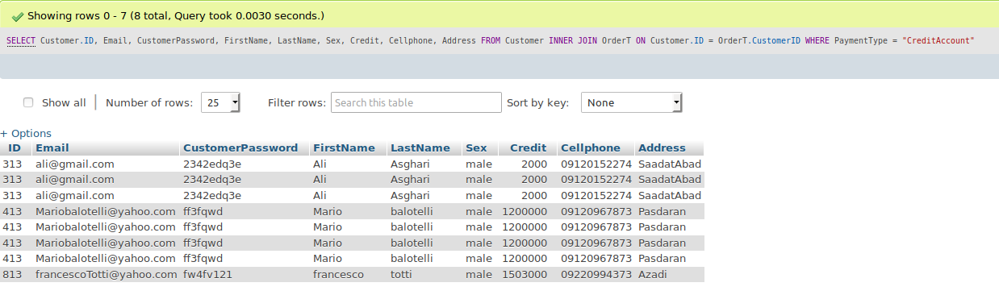 Showing rows 0 - 7 (8 total, Query took 0.0030 seconds.)
SELECT Customer.ID, Email, CustomerPassword, FirstName, LastName, Sex, Credit, Cellphone, Address FROM Customer INNER JOIN OrderT ON Customer.ID = OrderT.CustomerID WHERE PaymentType = "CreditAccount"
Show all | Number of rows: 25 Filter rows: Search this table Sort by key: None
+ Options
ID Email CustomerPassword FirstName LastName Sex Credit Cellphone Address
313 ali@gmail.com 2342edq3e Ali Asghari male 2000 09120152274 SaadatAbad
313 ali@gmail.com 2342edq3e Ali Asghari male 2000 09120152274 SaadatAbad
313 ali@gmail.com 2342edq3e Ali Asghari male 2000 09120152274 SaadatAbad
413 Mariobalotelli@yahoo.com ff3fqwd Mario balotelli male 1200000 09120967873 Pasdaran
413 Mariobalotelli@yahoo.com ff3fqwd Mario balotelli male 1200000 09120967873 Pasdaran
413 Mariobalotelli@yahoo.com ff3fqwd Mario balotelli male 1200000 09120967873 Pasdaran
413 Mariobalotelli@yahoo.com ff3fqwd Mario balotelli male 1200000 09120967873 Pasdaran
813 francescoTotti@yahoo.com fw4fv121 francesco totti male 1503000 09220994373 Azadi